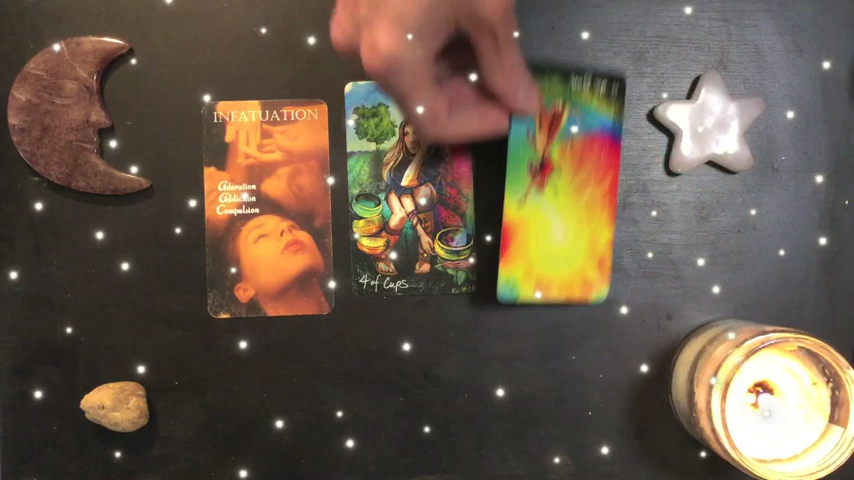 INFATUATION
Adoration
Addiction
Compulsion
4 of Cups